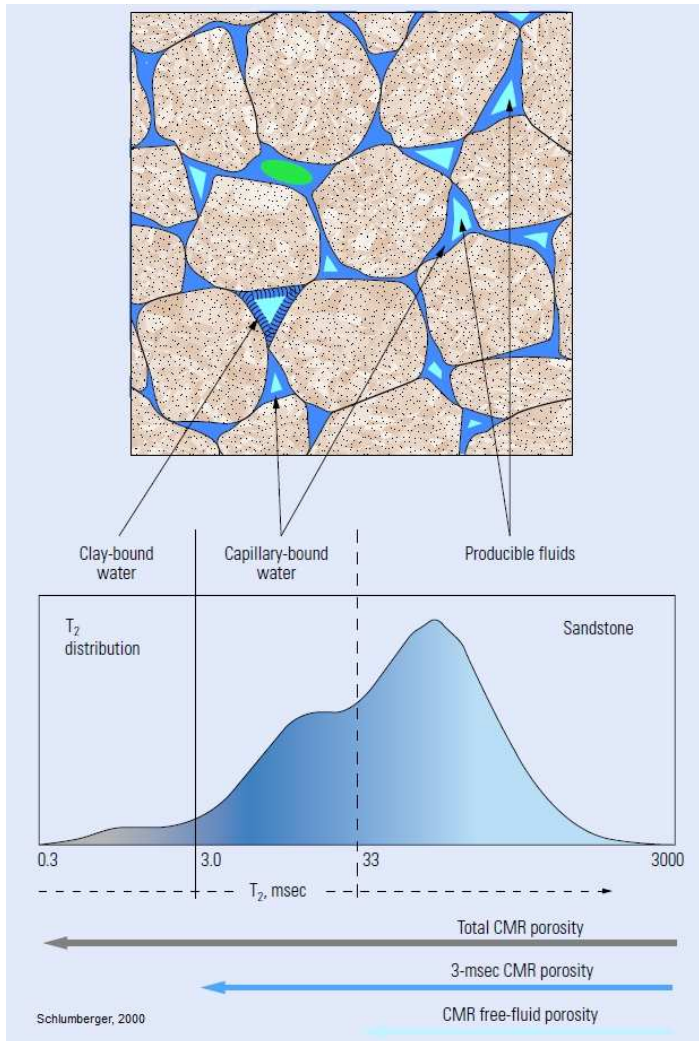 Clay-bound
water
Capillary-bound
water
Producible fluids
T2
distribution
Sandstone
0.3
3.0
33
3000
T2, msec
Total CMR porosity
3-msec CMR porosity
CMR free-fluid porosity
Schlumberger, 2000